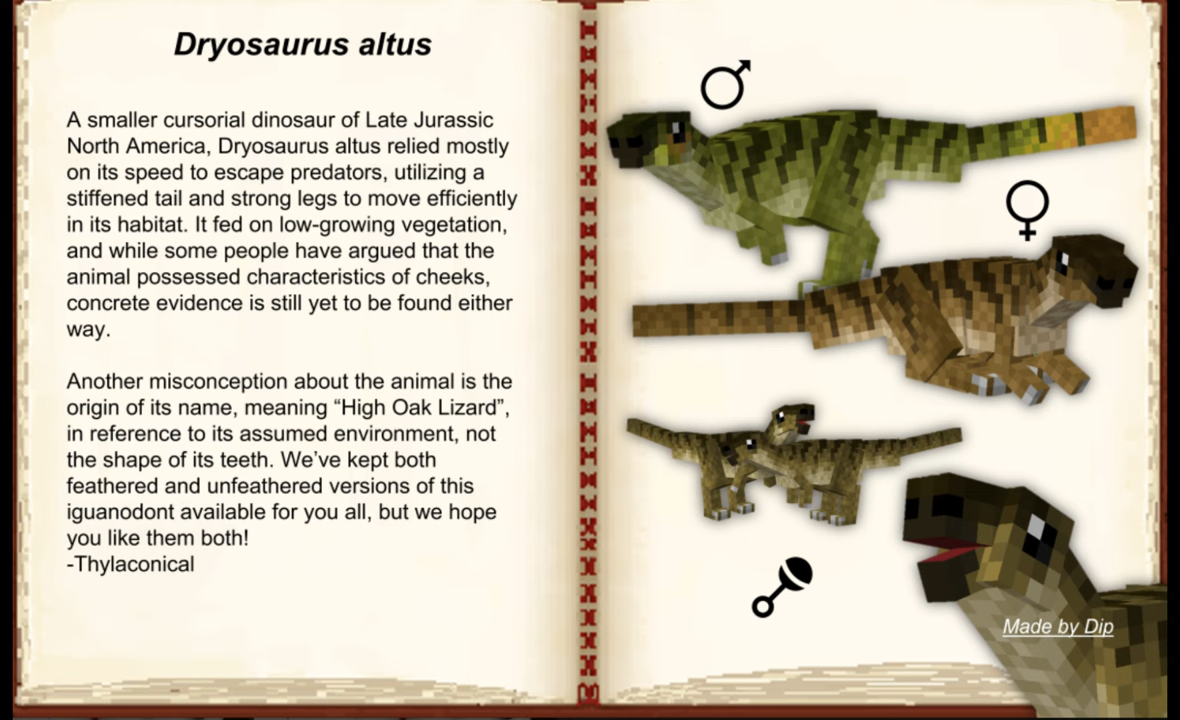 Dryosaurus altus
A smaller cursorial dinosaur of Late Jurassic
North America, Dryosaurus altus relied mostly
on its speed to escape predators, utilizing a
stiffened tail and strong legs to move efficiently
in its habitat. It fed on low-growing vegetation,
and while some people have argued that the
animal possessed characteristics of cheeks,
concrete evidence is still yet to be found either
way.
Another misconception about the animal is the
origin of its name, meaning “High Oak Lizard”,
in reference to its assumed environment, not
the shape of its teeth. We’ve kept both
feathered and unfeathered versions of this
iguanodont available for you all, but we hope
you like them both!
-Thylaconical
Made by Dip